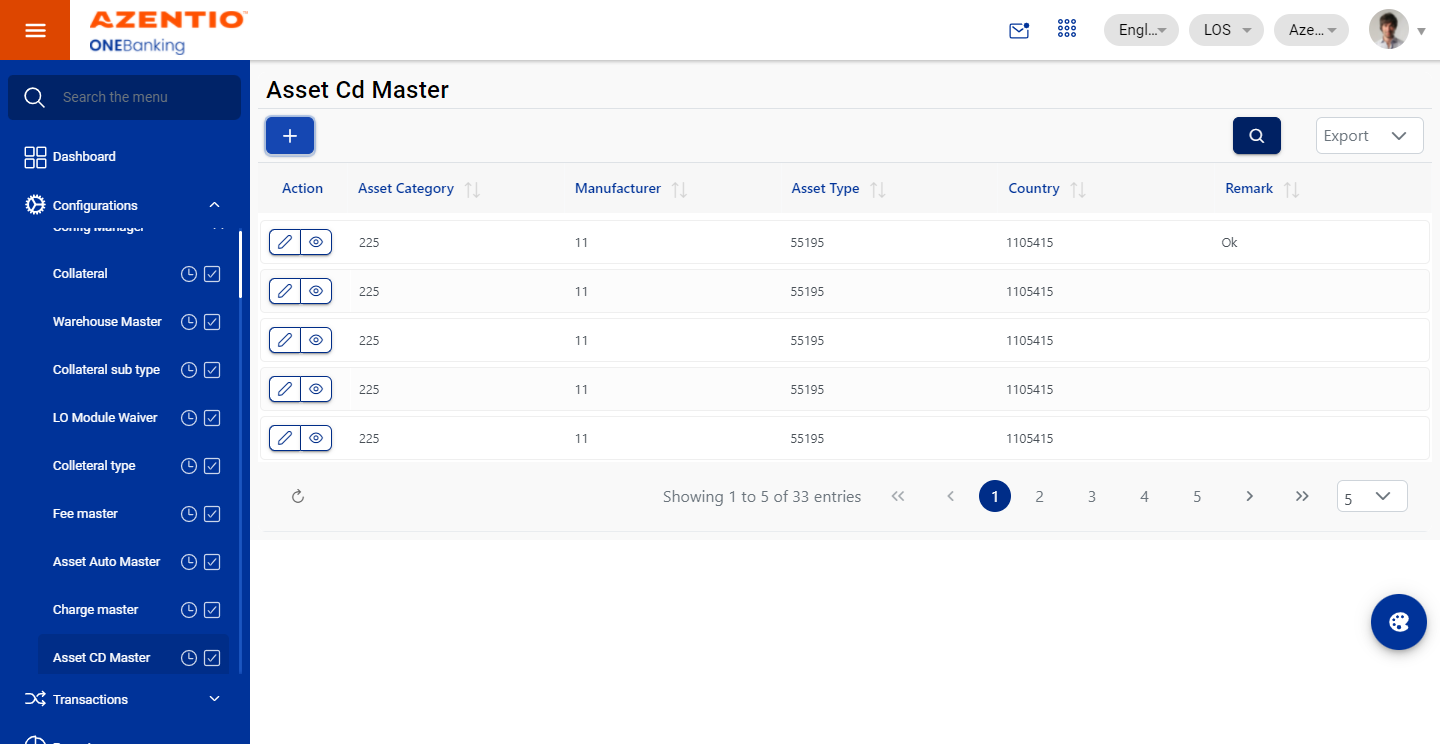 AZENTIO
ONEBanking
Engl...
LOS
Aze...
Search the menu
Dashboard
Configurations
Config Manager
Collateral
Warehouse Master
Collateral sub type
LO Module Waiver
Colleteral type
Fee master
Asset Auto Master
Charge master
Asset CD Master
Transactions
Asset Cd Master
Export
Action Asset Category Manufacturer Asset Type Country Remark
225 11 55195 1105415 Ok
225 11 55195 1105415
225 11 55195 1105415
225 11 55195 1105415
225 11 55195 1105415
Showing 1 to 5 of 33 entries 1 2 3 4 5 5